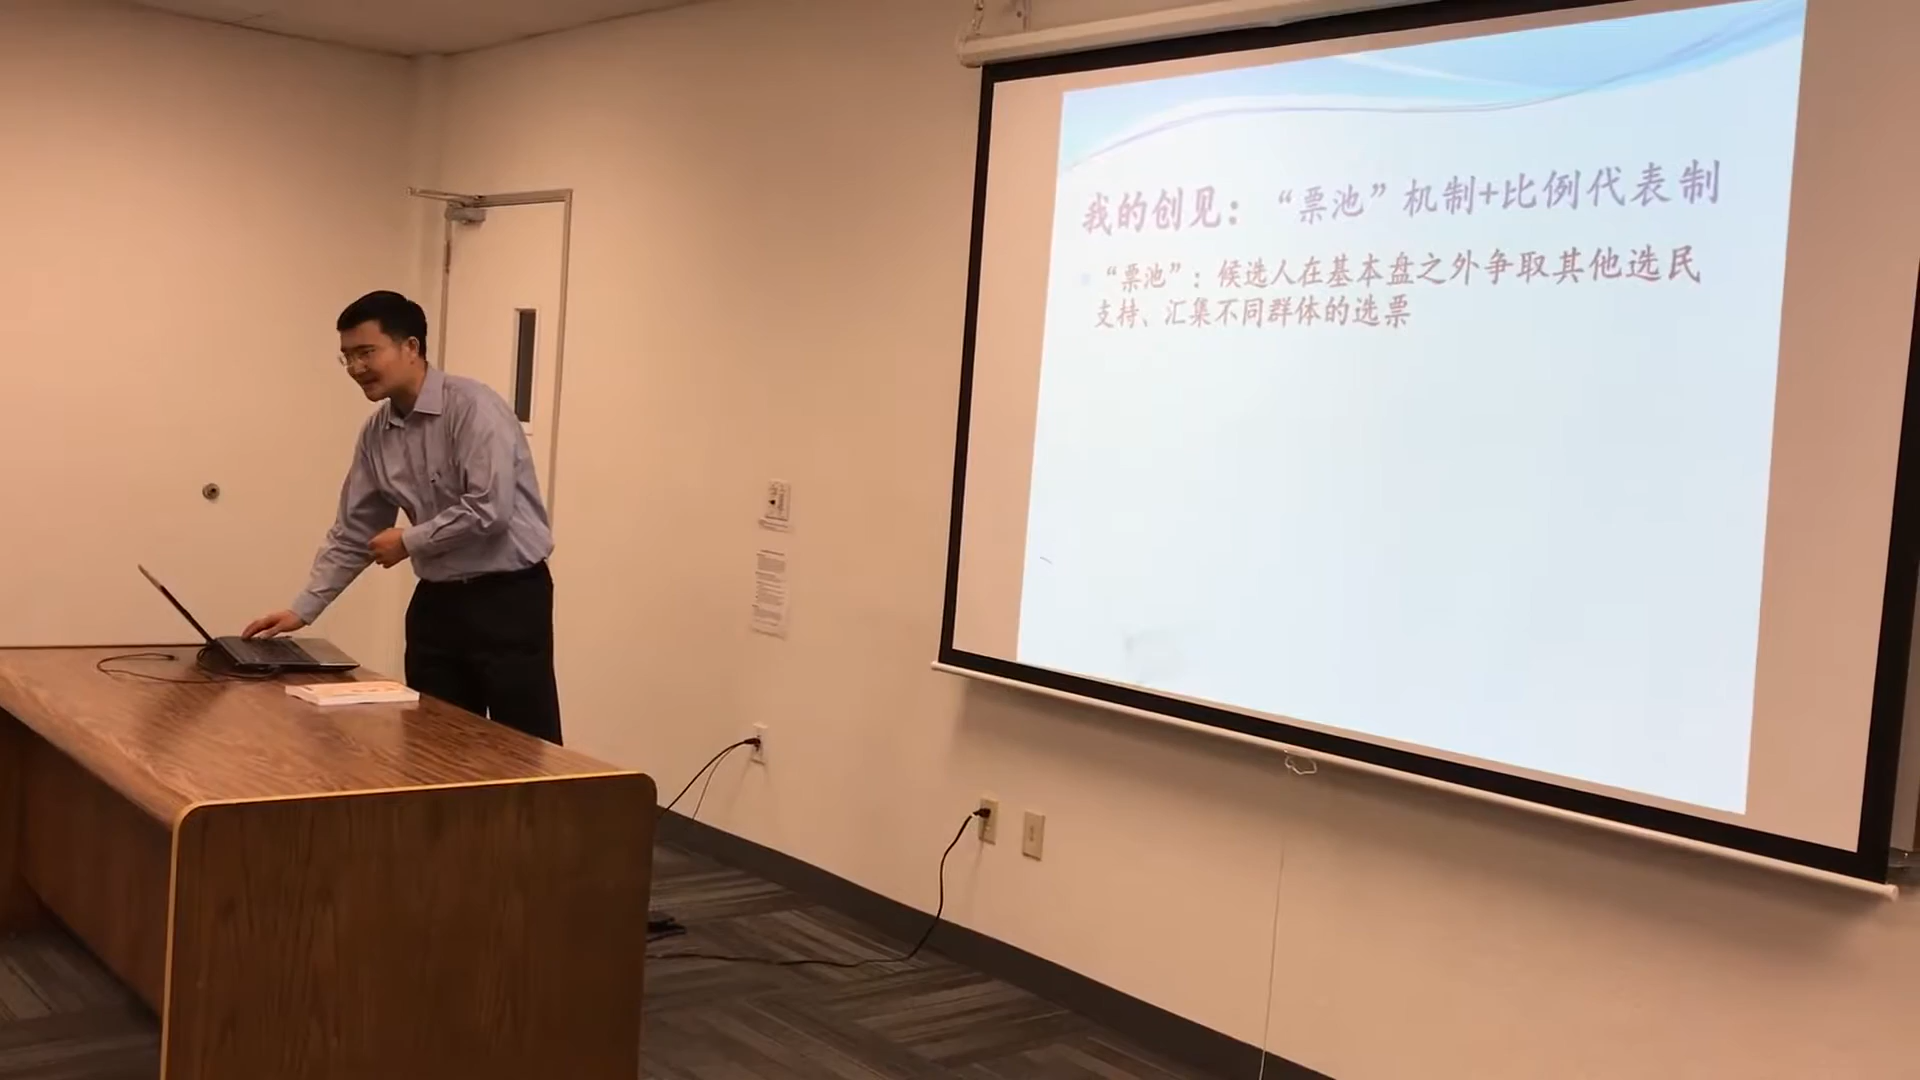 我的创见：“票池”机制+比例代表制
“票池”：候选人在基本盘之外争取其他选民
支持、汇集不同群体的选票